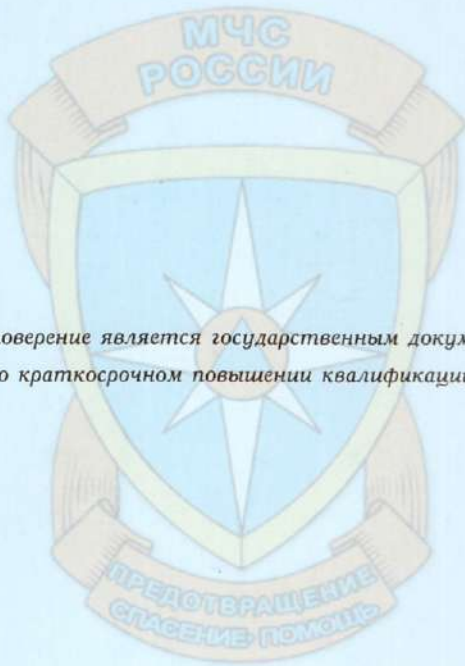 МЧС
РОССИИ
оверение является государственным докум
о краткосрочном повышении квалификаци
ПРЕДОТВРАЩЕНИЕ
СПАСЕНИЕ· ПОМОЩЬ